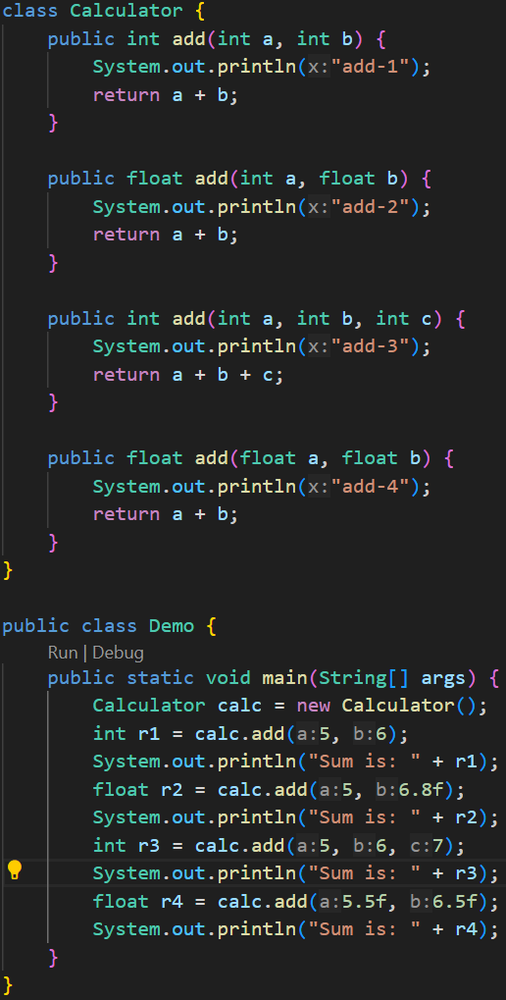 class Calculator {
    public int add(int a, int b) {
        System.out.println(x:"add-1");
        return a + b;
    }

    public float add(int a, float b) {
        System.out.println(x:"add-2");
        return a + b;
    }

    public int add(int a, int b, int c) {
        System.out.println(x:"add-3");
        return a + b + c;
    }

    public float add(float a, float b) {
        System.out.println(x:"add-4");
        return a + b;
    }
}

public class Demo {
    Run | Debug
    public static void main(String[] args) {
        Calculator calc = new Calculator();
        int r1 = calc.add(a:5, b:6);
        System.out.println("Sum is: " + r1);
        float r2 = calc.add(a:5, b:6.8f);
        System.out.println("Sum is: " + r2);
        int r3 = calc.add(a:5, b:6, c:7);
        System.out.println("Sum is: " + r3);
        float r4 = calc.add(a:5.5f, b:6.5f);
        System.out.println("Sum is: " + r4);
    }
}